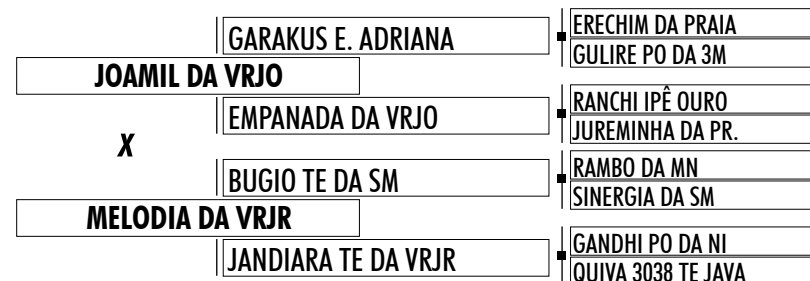 ERECHIM DA PRAIA
GARAKUS E. ADRIANA
GULIRE PO DA 3M
JOAMIL DA VRJO
RANCHI IPÊ OURO
EMPANADA DA VRJO
JUREMINHA DA PR.
X
RAMBO DA MN
BUGIO TE DA SM
SINERGIA DA SM
MELODIA DA VRJR
GANDHI PO DA NI
JANDIARA TE DA VRJR
QUIVA 3038 TE JAVA